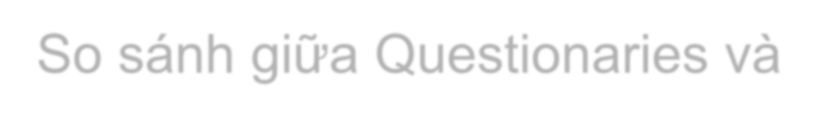 So sánh giữa Questionaries và